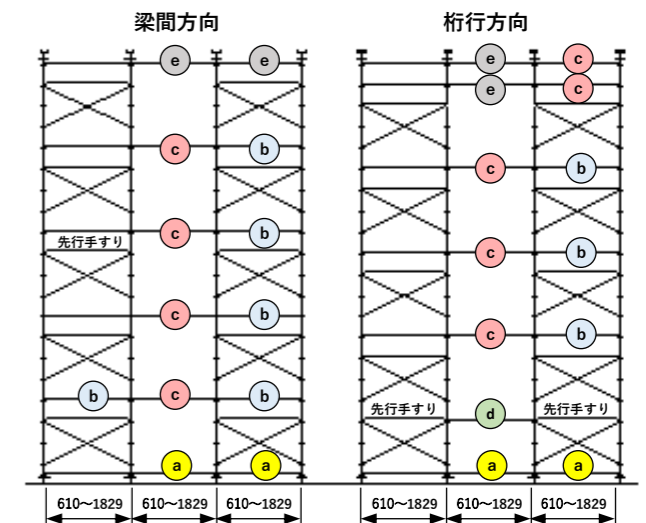 梁間方向 桁行方向
e e e c
e c
c b c b
先行手すり
c b c b
c b c b
b c b
先行手すり d 先行手すり
a a a a
610～1829 610～1829 610～1829 610～1829 610～1829 610～1829